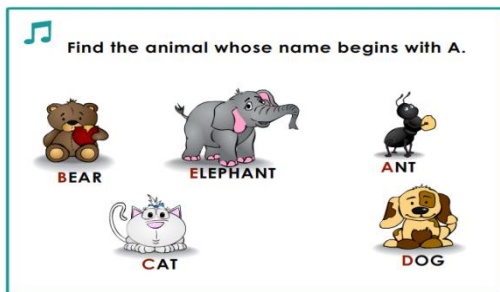 Find the animal whose name begins with A.
BEAR
ELEPHANT
ANT
CAT
DOG